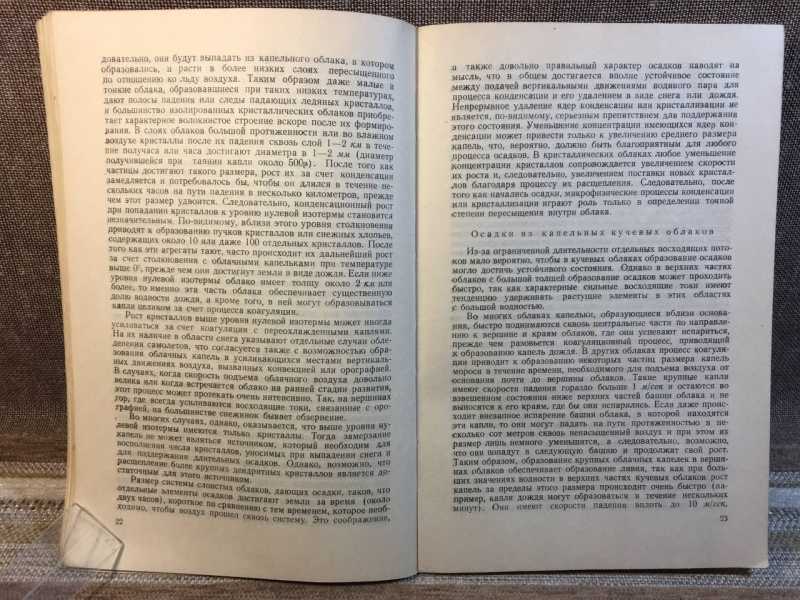 довательно, они будут выпадать из капельного облака, в котором
образовались, и расти в более низких слоях пересыщенного
по отношению ко льду воздуха. Таким образом даже малые и
тонкие облака, образовавшиеся при таких низких температурах,
дают полосы падения или следы падающих ледяных кристаллов,
и большинство изолированных кристаллических облаков приобре-
тает характерное волокнистое строение вскоре после их формиро-
вания. В слоях облаков большой протяженности или во влажном
воздухе кристаллы после их падения сквозь слой 1—2 км в тече-
ние получаса или часа достигают диаметра в 1—2 мм (диаметр
получившейся при таянии капли около 500μ). После того как
частицы достигают такого размера, рост их за счет конденсации
замедляется и потребовалось бы, чтобы он длился в течение не-
скольких часов на пути падения в несколько километров, прежде
чем этот размер удвоится. Следовательно, конденсационный рост
при попадании кристаллов к уровню нулевой изотермы становится
незначительным. По-видимому, вблизи этого уровня столкновения
приводят к образованию пучков кристаллов или снежных хлопьев,
содержащих около 10 или даже 100 отдельных кристаллов. После
того как эти агрегаты тают, часто происходит их дальнейший рост
за счет столкновения с облачными капельками при температуре
выше 0°, прежде чем они достигнут земли в виде дождя. Если ниже
уровня нулевой изотермы облако имеет толщу около 2 км или
более, то именно эта часть облака обеспечивает существенную
долю водности дождя, а кроме того, в ней могут образовываться
капли целиком за счет процесса коагуляции.
Рост кристаллов выше уровня нулевой изотермы может иногда
усиливаться за счет коагуляции с переохлажденными каплями.
На их наличие в области снега указывают отдельные случаи обле-
денения самолетов, что согласуется также с возможностью обра-
зования облачных капель в усиливающихся местами вертикаль-
ных движениях воздуха, вызванных конвекцией или орографией.
В случаях, когда скорость подъема облачного воздуха довольно
велика или когда встречается облако на ранней стадии развития,
этот процесс может протекать очень интенсивно. Так, на вершинах
гор, где всегда усиливаются восходящие токи, связанные с оро-
графией, на большинстве снежинок бывает обзернение.
Во многих случаях, однако, оказывается, что выше уровня ну-
левой изотермы имеются только кристаллы. Тогда замерзание
капель не может являться источником, который необходим для
восполнения числа кристаллов, уносимых при выпадении снега и
для поддержания длительных осадков. Однако, возможно, что
расщепление более крупных дендритных кристаллов является до-
статочным для этого источником.
Размер системы слоистых облаков, дающих осадки, таков, что
отдельные элементы осадков достигают земли за время (около
двух часов), короткое по сравнению с тем временем, которое необ-
ходимо, чтобы воздух прошел сквозь систему. Это соображение,
22
а также довольно правильный характер осадков наводят на
мысль, что в общем достигается вполне устойчивое состояние
между подачей вертикальными движениями водяного пара для
процесса конденсации и его удалением в виде снега или дождя.
Непрерывное удаление ядер конденсации или кристаллизации не
является, по-видимому, серьезным препятствием для поддержания
этого состояния. Уменьшение концентрации имеющихся ядер кон-
денсации может привести только к увеличению среднего размера
капель, что, вероятно, должно быть благоприятным для любого
процесса осадков. В кристаллических облаках любое уменьшение
концентрации кристаллов сопровождается увеличением скорости
их роста и, следовательно, увеличением поставки новых кристал-
лов благодаря процессу их расщепления. Следовательно, после
того как начались осадки, микрофизические процессы конденсации
или кристаллизации играют роль только в определении точной
степени пересыщения внутри облака.
Осадки из капельных кучевых облаков
Из-за ограниченной длительности отдельных восходящих пото-
ков мало вероятно, чтобы в кучевых облаках образование осадков
могло достичь устойчивого состояния. Однако в верхних частях
облаков с большой толщей образование осадков может проходить
быстро, так как характерные сильные восходящие токи имеют
тенденцию удерживать растущие элементы в этих областях
с большой водностью.
Во многих облаках капельки, образующиеся вблизи основа-
ния, быстро поднимаются сквозь центральные части по направле-
нию к вершине и краям облаков, где они успевают испариться,
прежде чем разовьется коагуляционный процесс, приводящий
к образованию капель дождя. В других облаках процесс коагуля-
ции приводит к образованию некоторых частиц размера капель
мороси в течение времени, необходимого для подъема воздуха от
основания почти до вершины облаков. Такие крупные капли
имеют скорости падения гораздо больше 1 м/сек и остаются во
взвешенном состоянии ниже верхних частей башни облака и не
выносятся к его краям, где бы они испарились. Если даже проис-
ходит внезапное испарение башни облака, в которой находятся
эти капли, то они могут падать на пути протяженностью в не-
сколько сот метров сквозь ненасыщенный воздух и при этом их
размер лишь немного уменьшится, а следовательно, возможно,
что они попадут в следующую башню и продолжат свой рост.
Таким образом, образование крупных облачных капелек в верши-
нах облаков обеспечивает образование ливня, так как при боль-
ших значениях водности в верхних частях кучевых облаков рост
капель за пределы этого размера происходит очень быстро (на-
пример, капли дождя могут образоваться в течение нескольких
минут). Они имеют скорости падения вплоть до 10 м/сек,
23